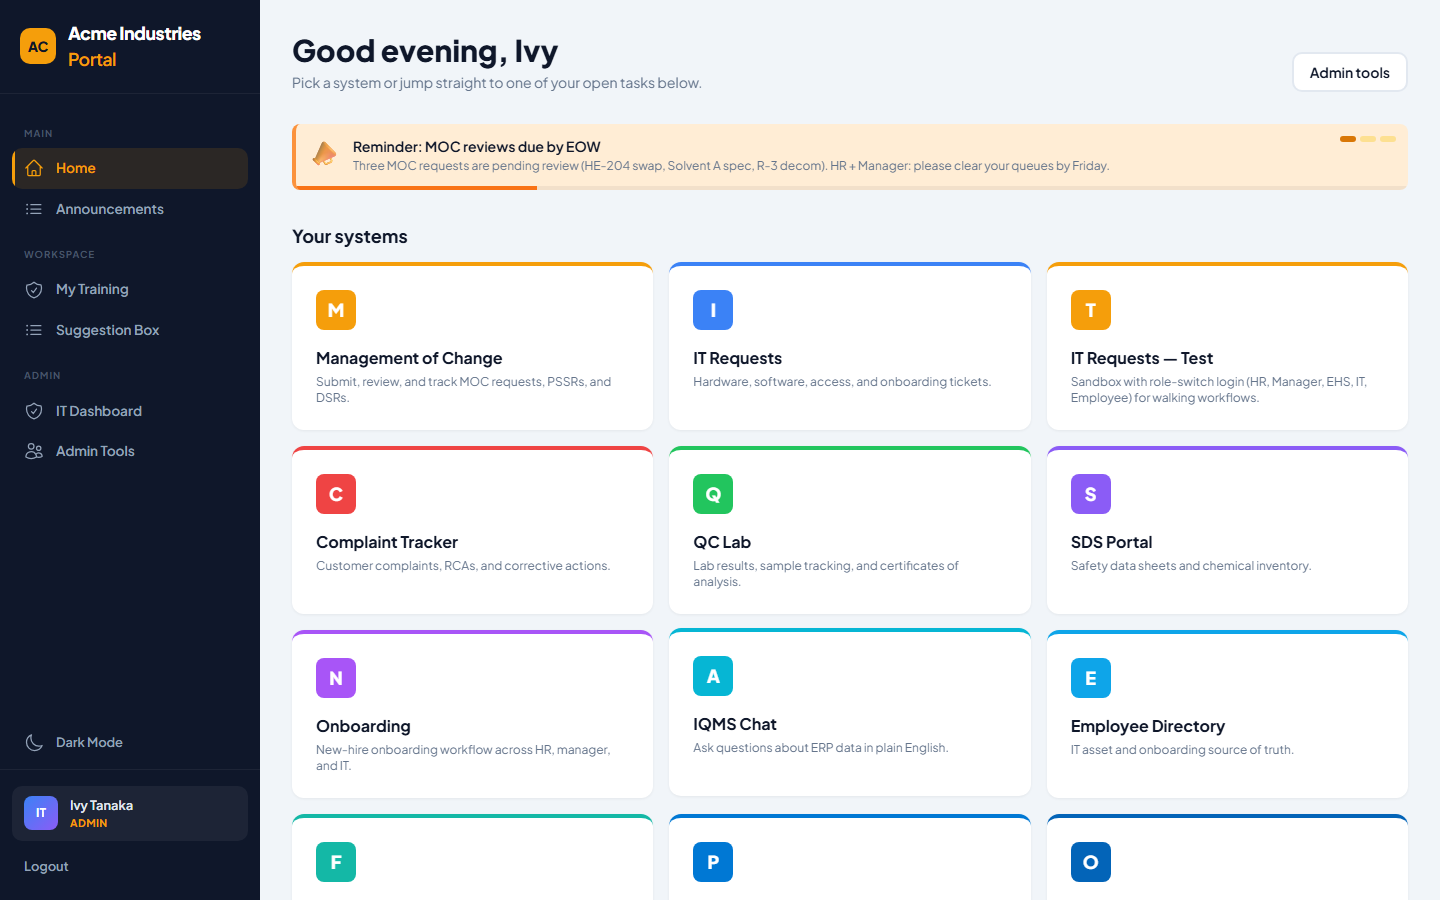 AC
Acme Industries
Portal
MAIN
Home
Announcements
WORKSPACE
My Training
Suggestion Box
ADMIN
IT Dashboard
Admin Tools
Dark Mode
IT
Ivy Tanaka
ADMIN
Logout
Good evening, Ivy
Pick a system or jump straight to one of your open tasks below.
Admin tools
Reminder: MOC reviews due by EOW
Three MOC requests are pending review (HE-204 swap, Solvent A spec, R-3 decom). HR + Manager: please clear your queues by Friday.
Your systems
M
Management of Change
Submit, review, and track MOC requests, PSSRs, and
DSRs.
I
IT Requests
Hardware, software, access, and onboarding tickets.
T
IT Requests — Test
Sandbox with role-switch login (HR, Manager, EHS, IT,
Employee) for walking workflows.
C
Complaint Tracker
Customer complaints, RCAs, and corrective actions.
Q
QC Lab
Lab results, sample tracking, and certificates of
analysis.
S
SDS Portal
Safety data sheets and chemical inventory.
N
Onboarding
New-hire onboarding workflow across HR, manager,
and IT.
A
IQMS Chat
Ask questions about ERP data in plain English.
E
Employee Directory
IT asset and onboarding source of truth.
F
P
O